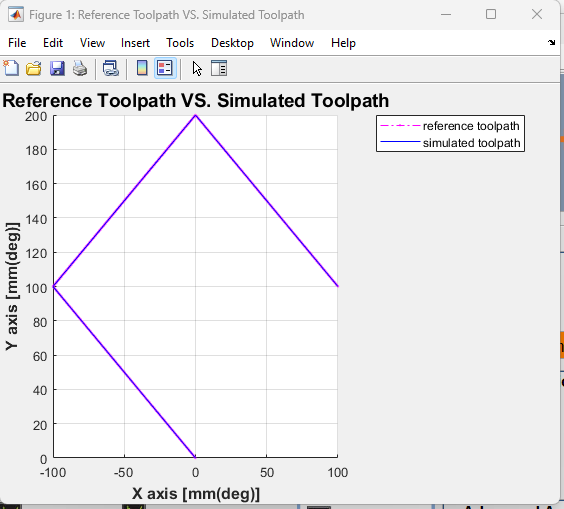 Figure 1: Reference Toolpath VS. Simulated Toolpath
File Edit View Insert Tools Desktop Window Help
Reference Toolpath VS. Simulated Toolpath
reference toolpath
simulated toolpath
200
180
160
140
120
100
80
60
40
20
0
Y axis [mm(deg)]
-100 -50 0 50 100
X axis [mm(deg)]